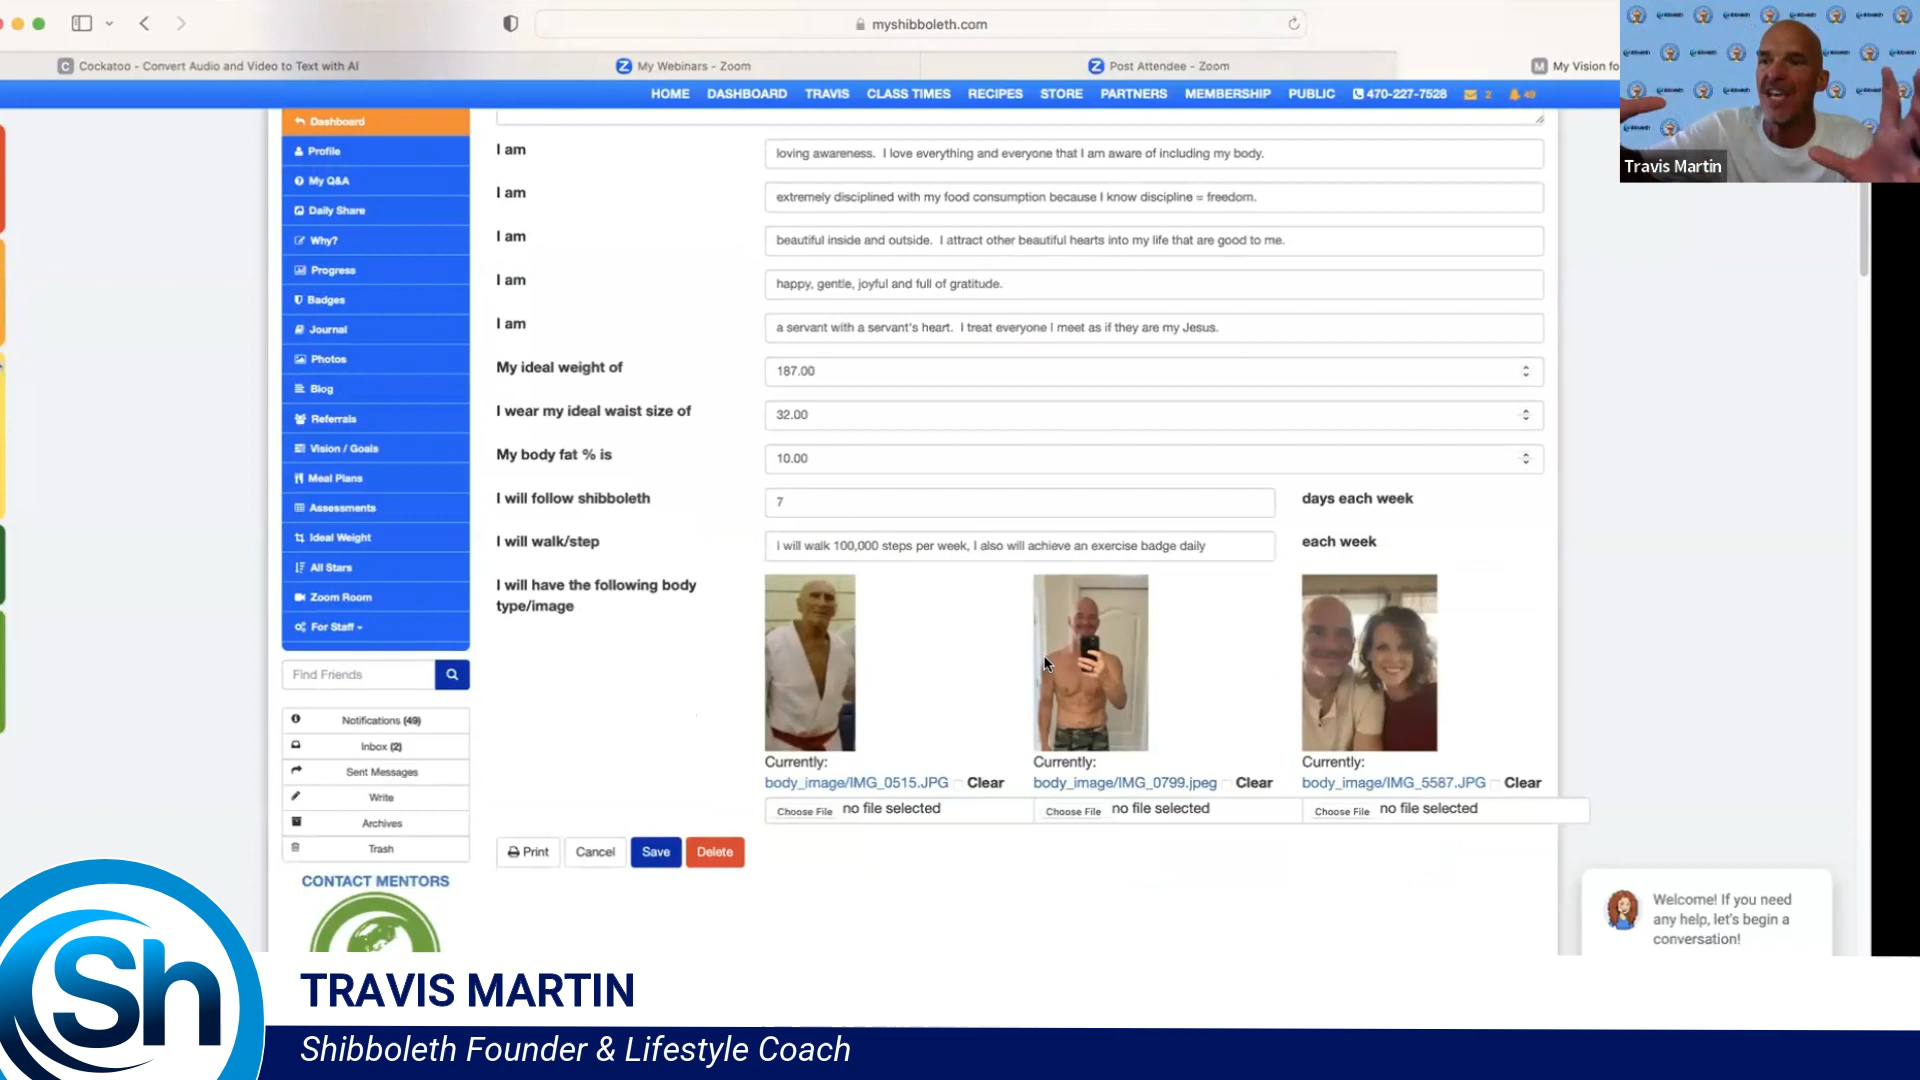 myshibboleth.com
Cockatoo - Convert Audio and Video to Text with AI
My Webinars - Zoom
Post Attendee - Zoom
My Vision fo
HOME DASHBOARD TRAVIS CLASS TIMES RECIPES STORE PARTNERS MEMBERSHIP PUBLIC 470-227-7528 2 49
Travis Martin
Dashboard
Profile
My Q&A
Daily Share
Why?
Progress
Badges
Journal
Photos
Blog
Referrals
Vision / Goals
Meal Plans
Assessments
Ideal Weight
All Stars
Zoom Room
For Staff
Find Friends
Notifications (49)
Inbox (2)
Sent Messages
Write
Archives
Trash
CONTACT MENTORS
I am loving awareness. I love everything and everyone that I am aware of including my body.
I am extremely disciplined with my food consumption because I know discipline = freedom.
I am beautiful inside and outside. I attract other beautiful hearts into my life that are good to me.
I am happy, gentle, joyful and full of gratitude.
I am a servant with a servant's heart. I treat everyone I meet as if they are my Jesus.
My ideal weight of 187.00
I wear my ideal waist size of 32.00
My body fat % is 10.00
I will follow shibboleth 7 days each week
I will walk/step I will walk 100,000 steps per week, I also will achieve an exercise badge daily each week
I will have the following body
type/image
Currently: Currently: Currently:
body_image/IMG_0515.JPG Clear body_image/IMG_0799.jpeg Clear body_image/IMG_5587.JPG Clear
Choose File no file selected Choose File no file selected Choose File no file selected
Print Cancel Save Delete
Welcome! If you need
any help, let's begin a
conversation!
Sh
TRAVIS MARTIN
Shibboleth Founder & Lifestyle Coach